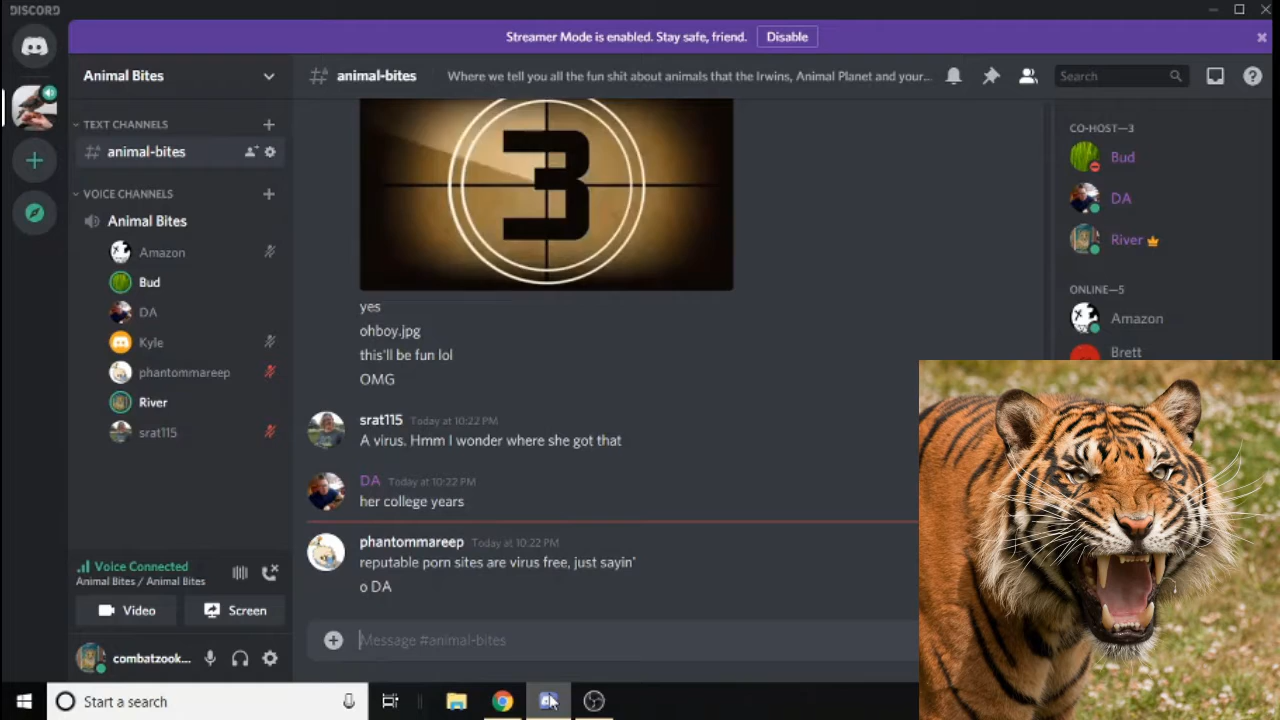 DISCORD
Streamer Mode is enabled. Stay safe, friend.
Disable
Animal Bites
animal-bites
Where we tell you all the fun shit about animals that the Irwins, Animal Planet and your...
Search
TEXT CHANNELS
animal-bites
VOICE CHANNELS
Animal Bites
Amazon
Bud
DA
Kyle
phantommareep
River
srat115
Voice Connected
Animal Bites / Animal Bites
Video
Screen
combatzook...
3
yes
ohboy.jpg
this'll be fun lol
OMG
srat115 Today at 10:22 PM
A virus. Hmm I wonder where she got that
DA Today at 10:22 PM
her college years
phantommareep Today at 10:22 PM
reputable porn sites are virus free, just sayin'
o DA
Message #animal-bites
CO-HOST—3
Bud
DA
River
ONLINE—5
Amazon
Brett
Start a search